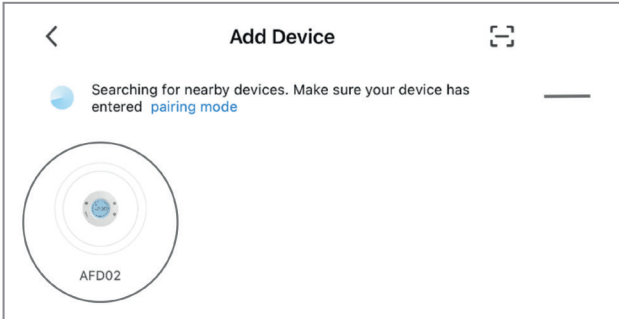 Add Device
Searching for nearby devices. Make sure your device has
entered pairing mode
AFD02